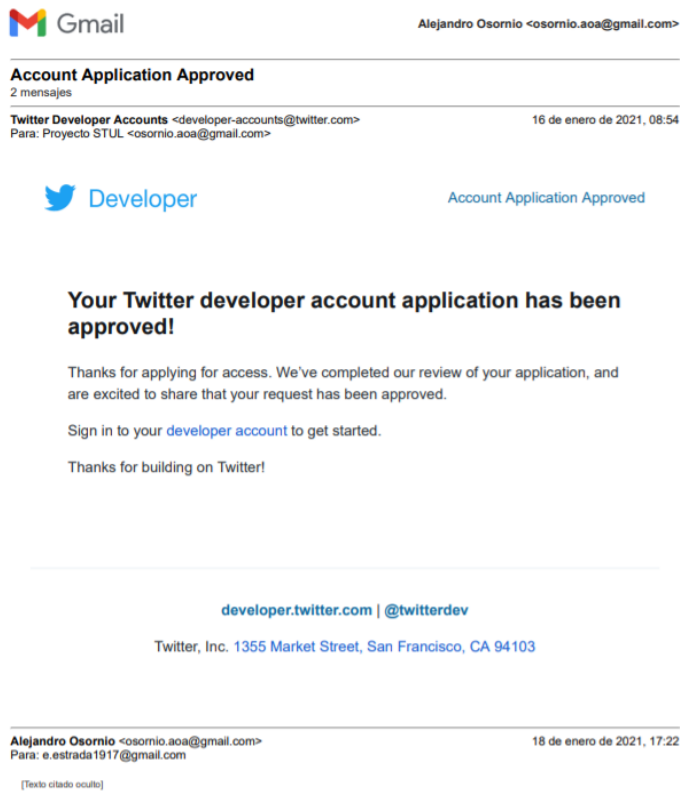 Gmail
Alejandro Osornio <osornio.aoa@gmail.com>
Account Application Approved
2 mensajes
Twitter Developer Accounts <developer-accounts@twitter.com>
16 de enero de 2021, 08:54
Para: Proyecto STUL <osornio.aoa@gmail.com>
Developer
Account Application Approved
Your Twitter developer account application has been
approved!
Thanks for applying for access. We've completed our review of your application, and
are excited to share that your request has been approved.
Sign in to your developer account to get started.
Thanks for building on Twitter!
developer.twitter.com | @twitterdev
Twitter, Inc. 1355 Market Street, San Francisco, CA 94103
Alejandro Osornio <osornio.aoa@gmail.com>
18 de enero de 2021, 17:22
Para: e.estrada1917@gmail.com
[Texto citado oculto]